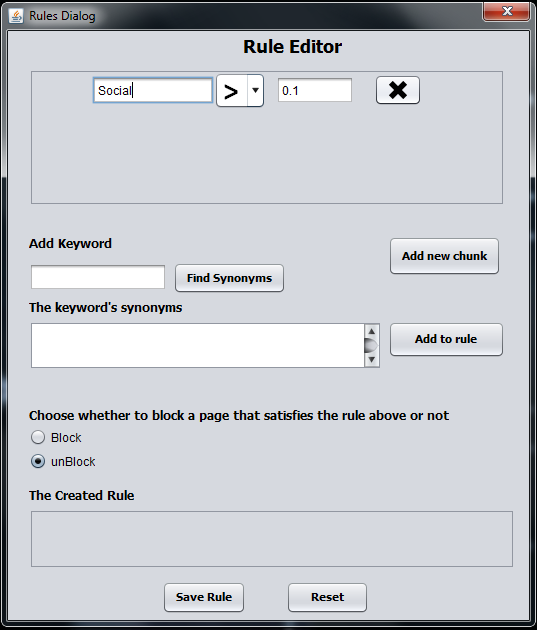 Rules Dialog
Rule Editor
Social > 0.1
Add Keyword
Add new chunk
Find Synonyms
The keyword's synonyms
Add to rule
Choose whether to block a page that satisfies the rule above or not
Block
unBlock
The Created Rule
Save Rule Reset